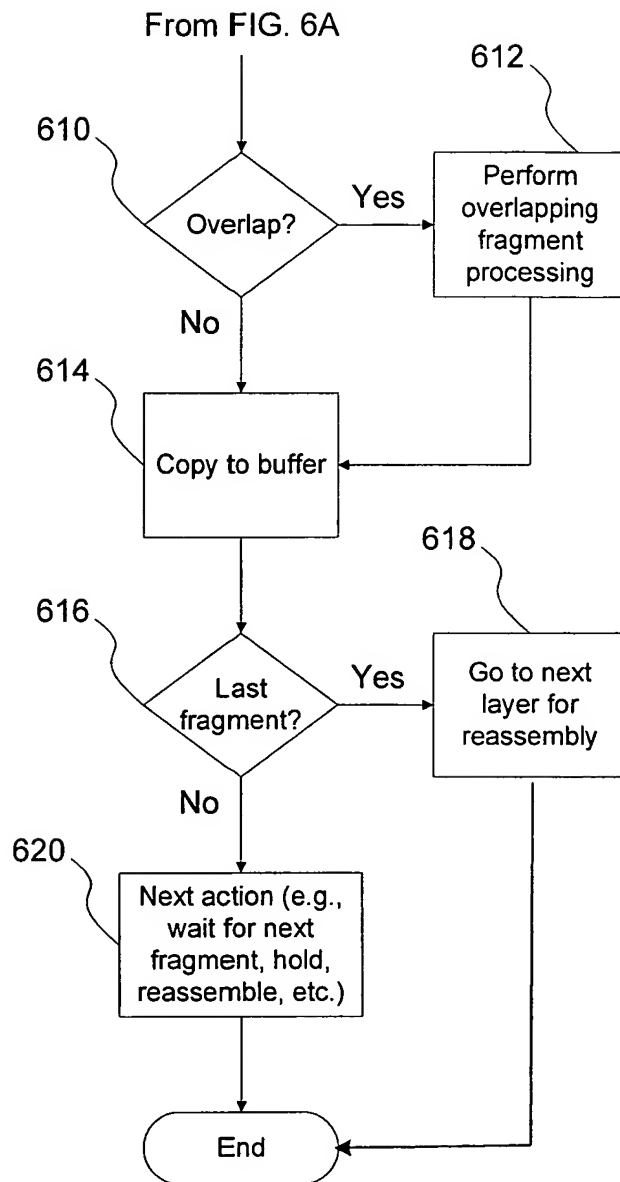 From FIG. 6A
612
610
Perform
overlapping
fragment
processing
Yes
Overlap?
No
614
Copy to buffer
618
616
Go to next
layer for
reassembly
Yes
Last
fragment?
No
620
Next action (e.g.,
wait for next
fragment, hold,
reassemble, etc.)
End